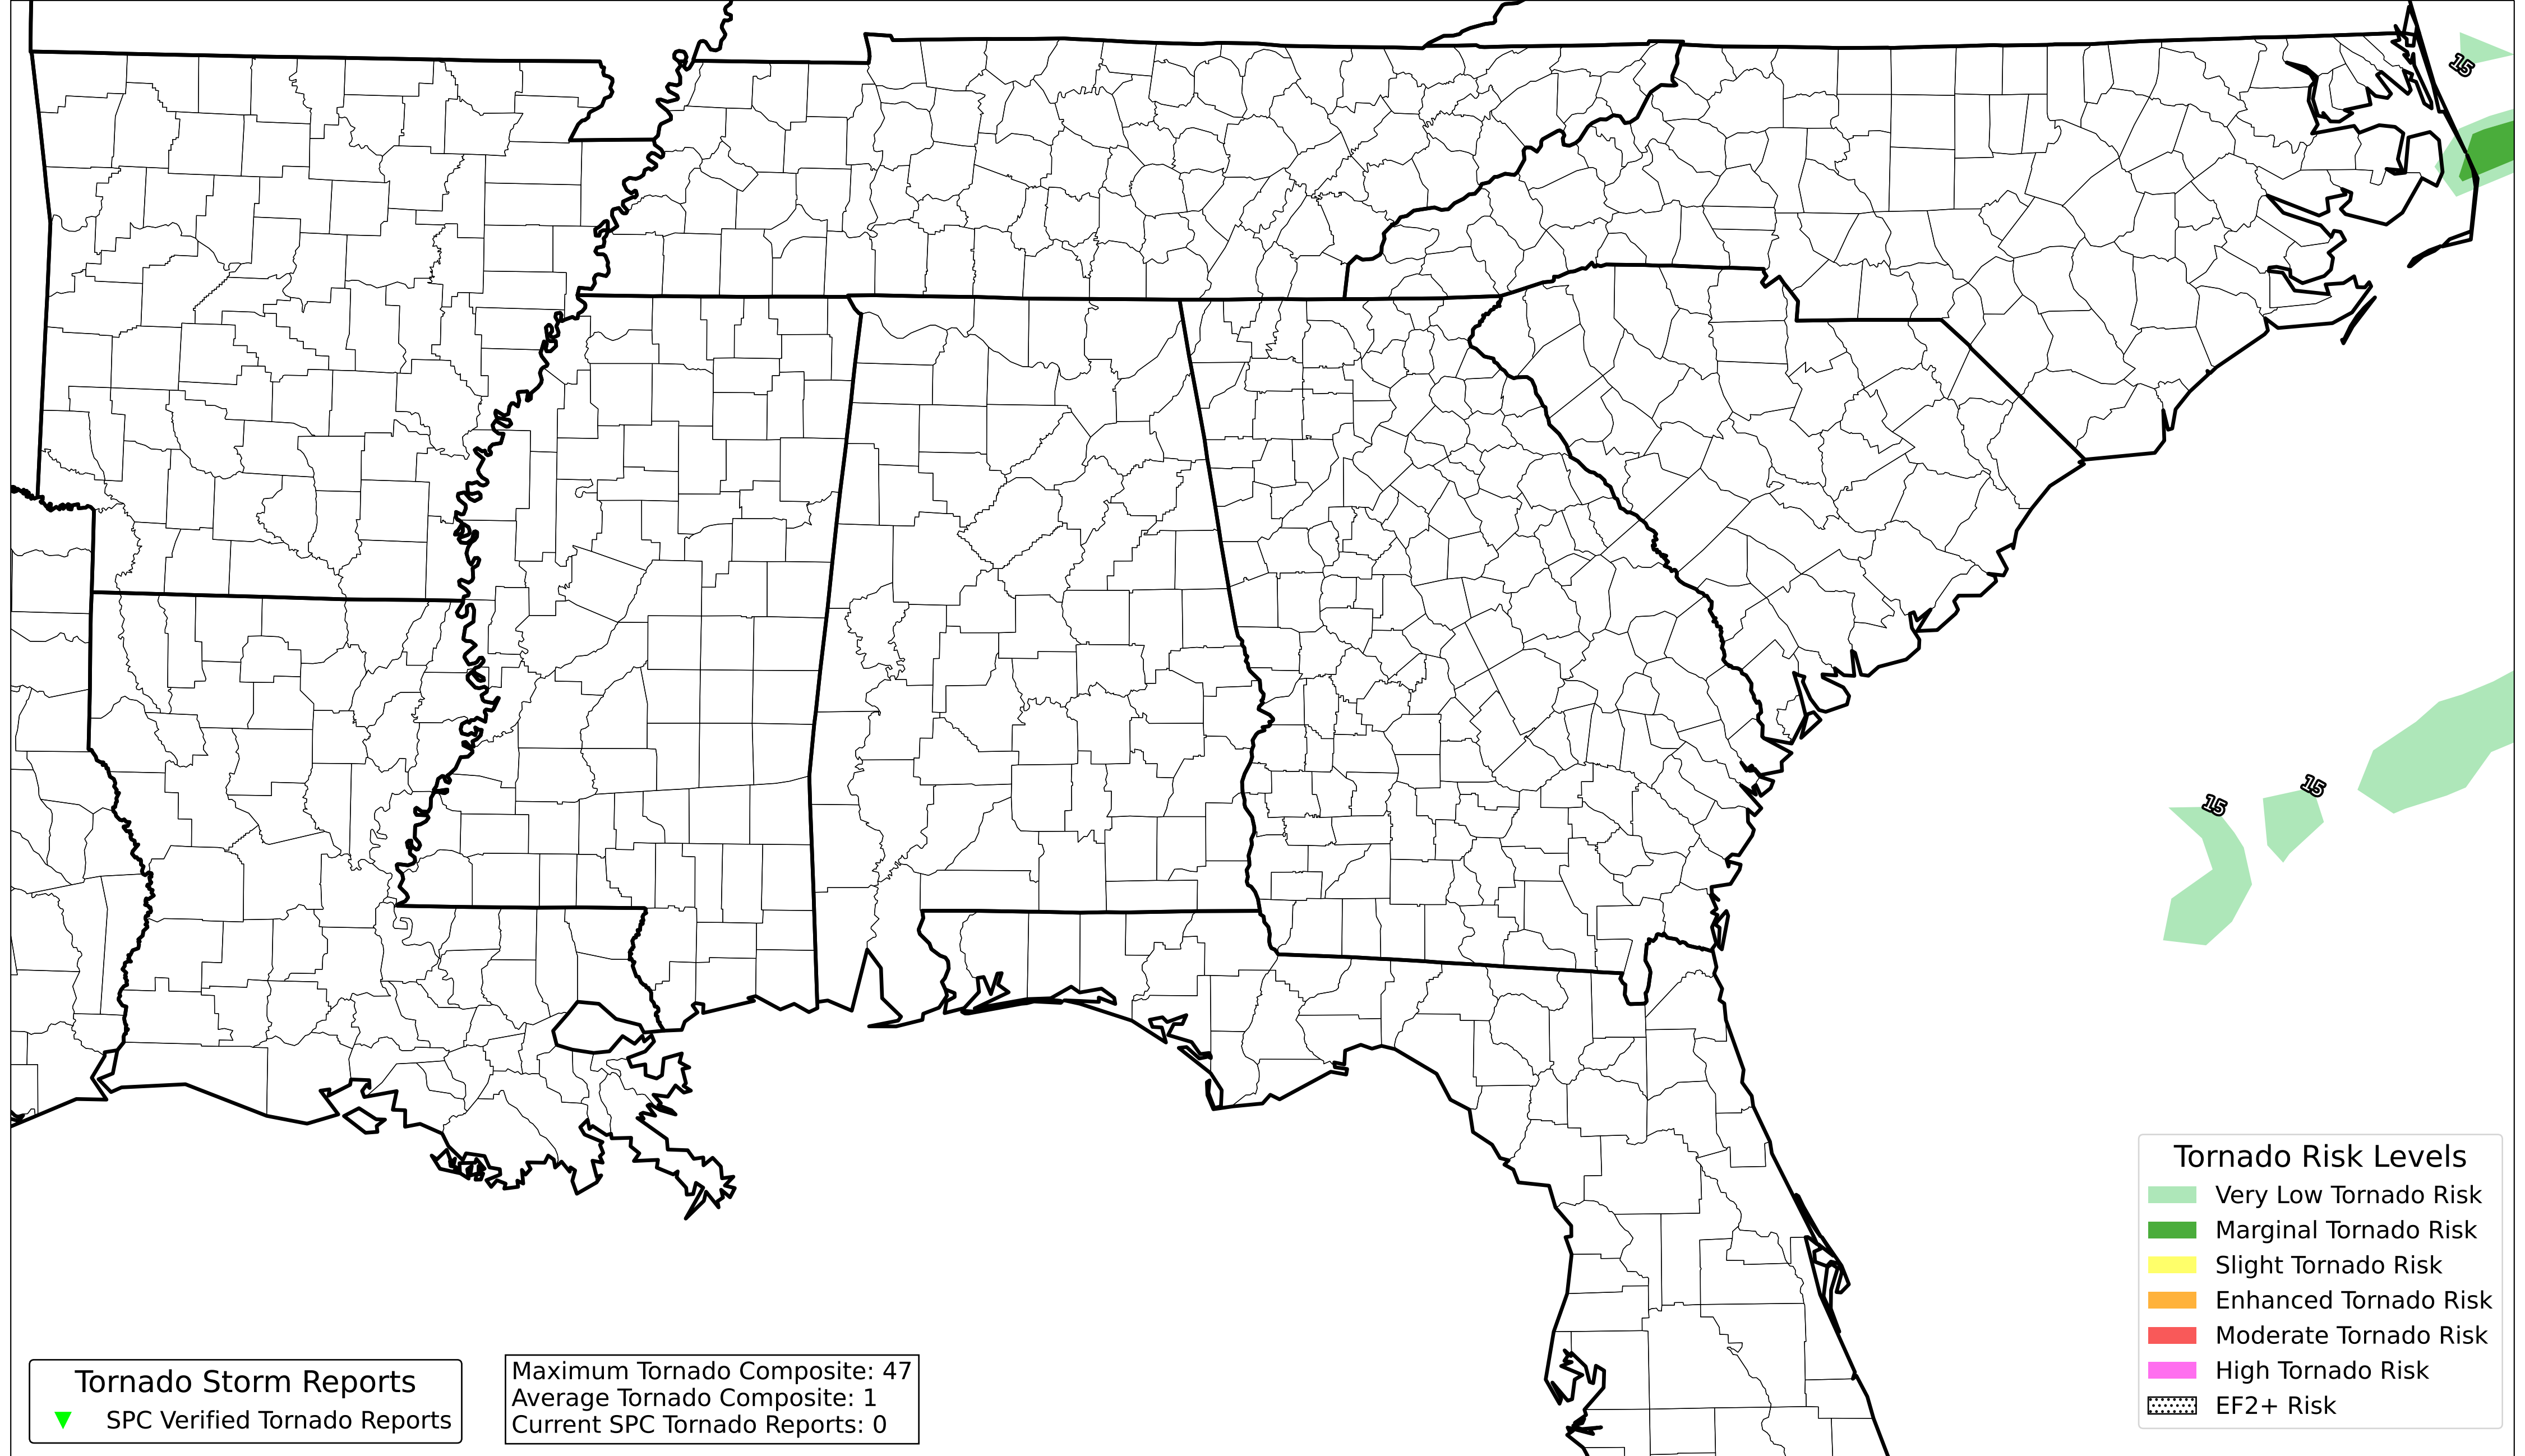 15
15
15
Tornado Risk Levels
Very Low Tornado Risk
Marginal Tornado Risk
Slight Tornado Risk
Enhanced Tornado Risk
Moderate Tornado Risk
High Tornado Risk
EF2+ Risk
Tornado Storm Reports
SPC Verified Tornado Reports
Maximum Tornado Composite: 47
Average Tornado Composite: 1
Current SPC Tornado Reports: 0